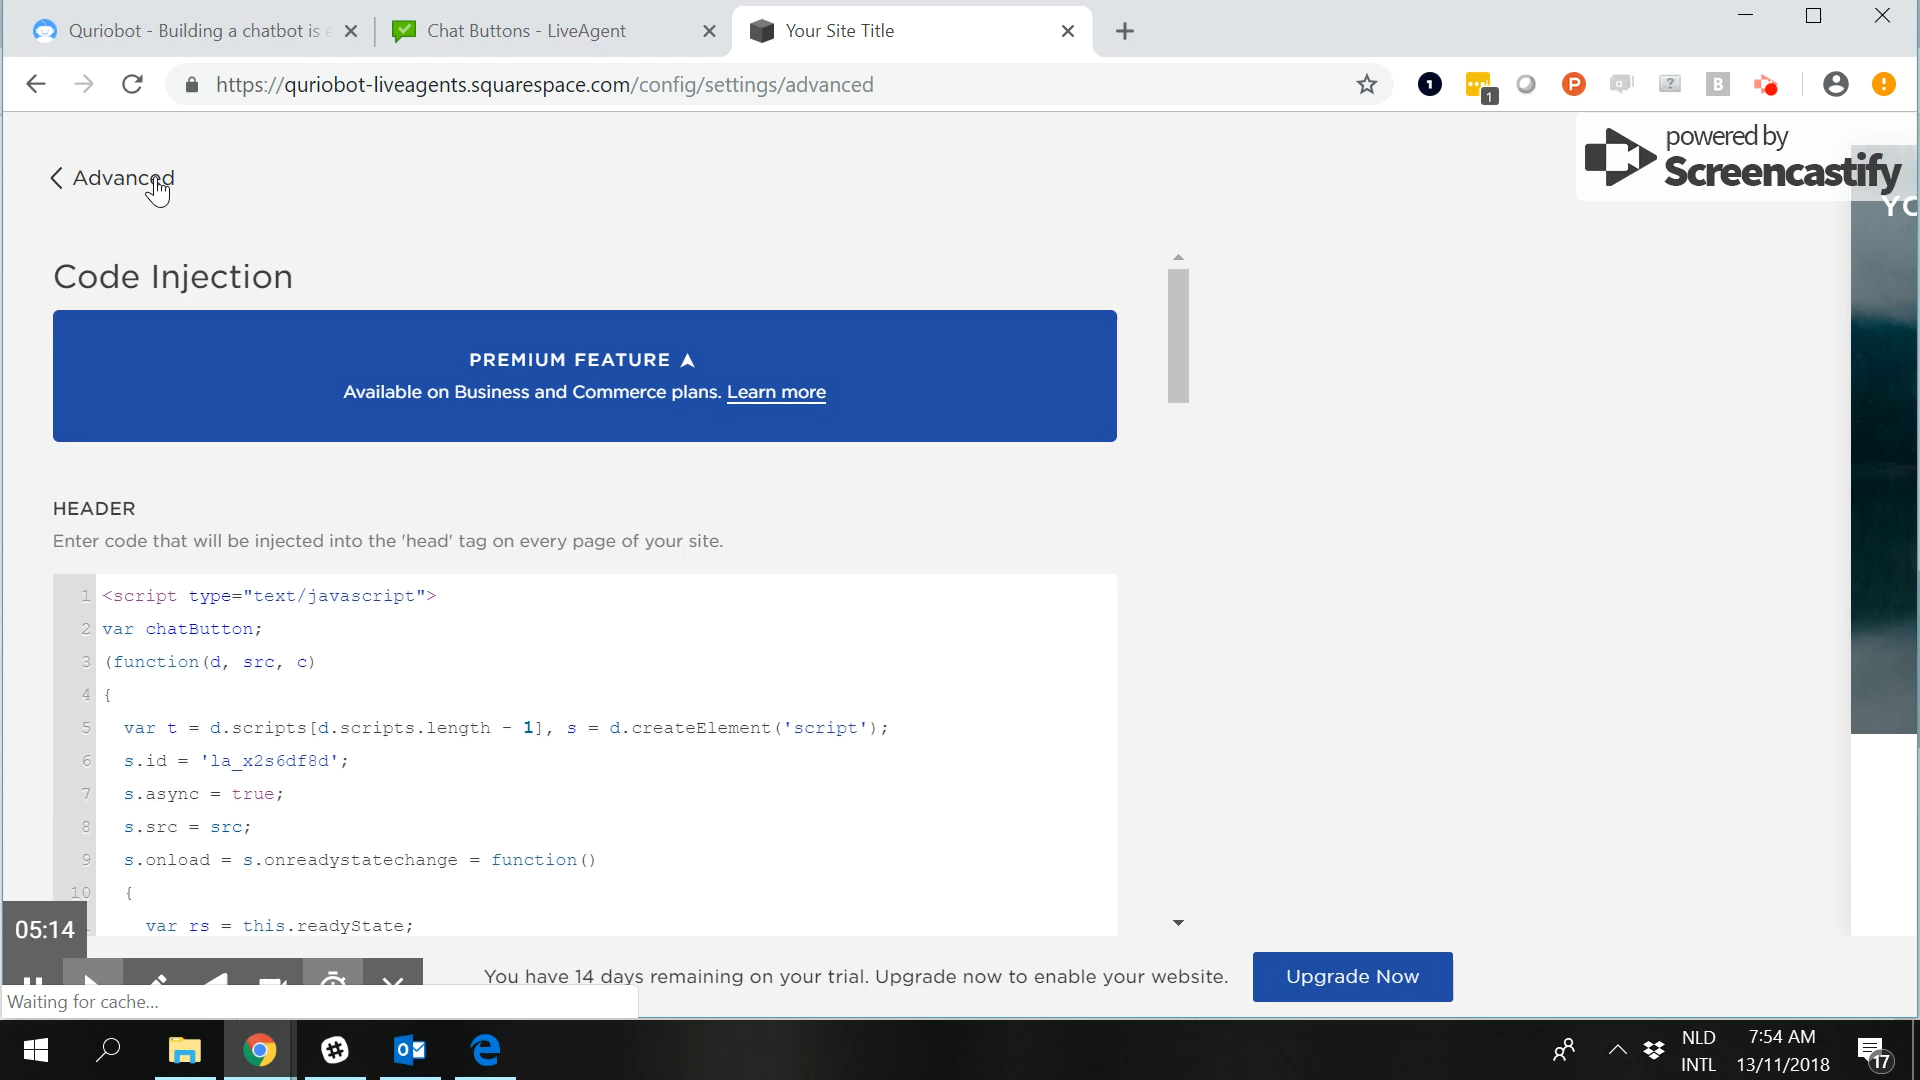 Quriobot - Building a chatbot is e
Chat Buttons - LiveAgent
Your Site Title
https://quriobot-liveagents.squarespace.com/config/settings/advanced
1
1
P
a
?
B
powered by
Screencastify
YO
Advanced
Code Injection
PREMIUM FEATURE
Available on Business and Commerce plans. Learn more
HEADER
Enter code that will be injected into the 'head' tag on every page of your site.
1 <script type="text/javascript">
2 var chatButton;
3 (function(d, src, c)
4 {
5 var t = d.scripts[d.scripts.length - 1], s = d.createElement('script');
6 s.id = 'la_x2s6df8d';
7 s.async = true;
8 s.src = src;
9 s.onload = s.onreadystatechange = function()
10 {
var rs = this.readyState;
05:14
You have 14 days remaining on your trial. Upgrade now to enable your website.
Upgrade Now
Waiting for cache...
NLD
INTL
7:54 AM
13/11/2018
17